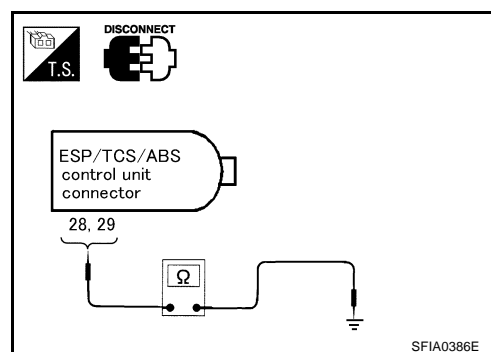 DISCONNECT
T.S.
ESP/TCS/ABS
control unit
connector
28, 29
Ω
SFIA0386E